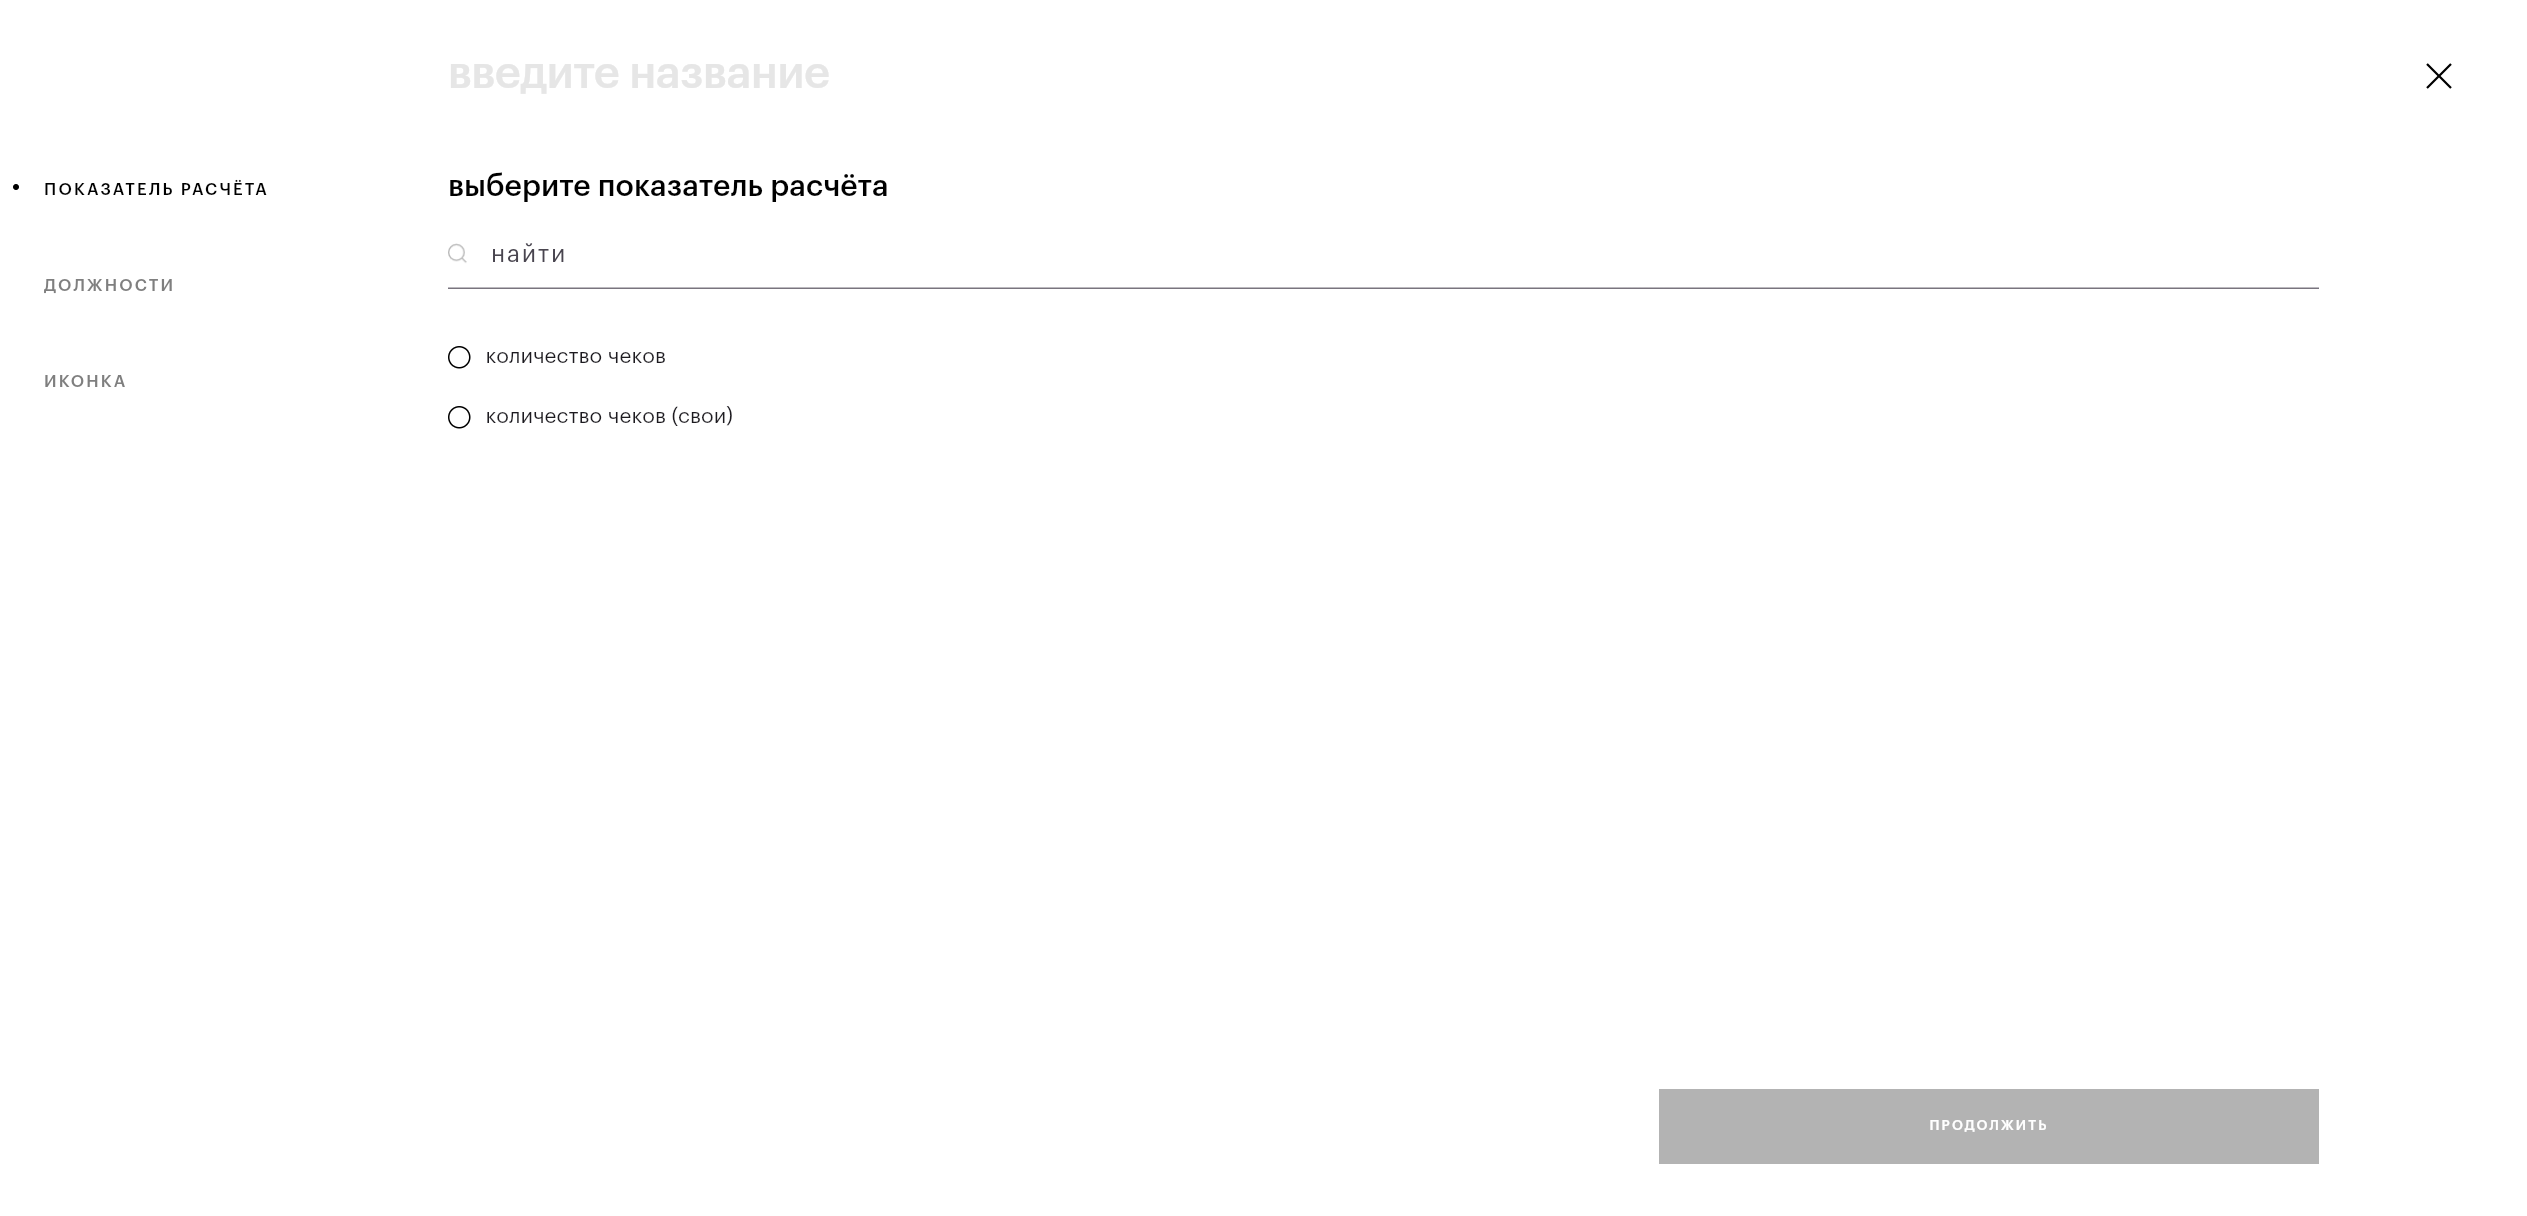 введите название
ПОКАЗАТЕЛЬ РАСЧЁТА
ДОЛЖНОСТИ
ИКОНКА
выберите показатель расчёта
найти
количество чеков
количество чеков (свои)
ПРОДОЛЖИТЬ